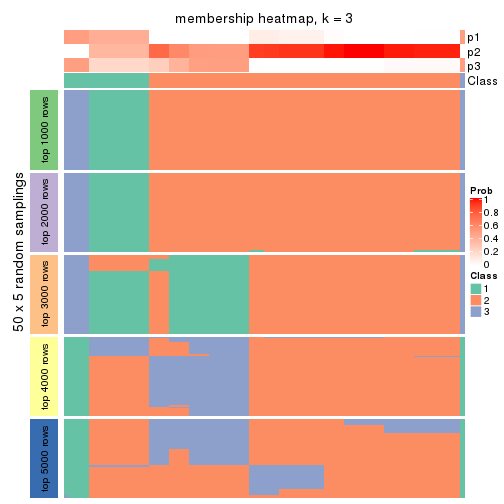 membership heatmap, k = 3
p1
p2
p3
Class
50 x 5 random samplings
top 1000 rows
top 2000 rows
top 3000 rows
top 4000 rows
top 5000 rows
Prob
1
0.8
0.6
0.4
0.2
0
Class
1
2
3